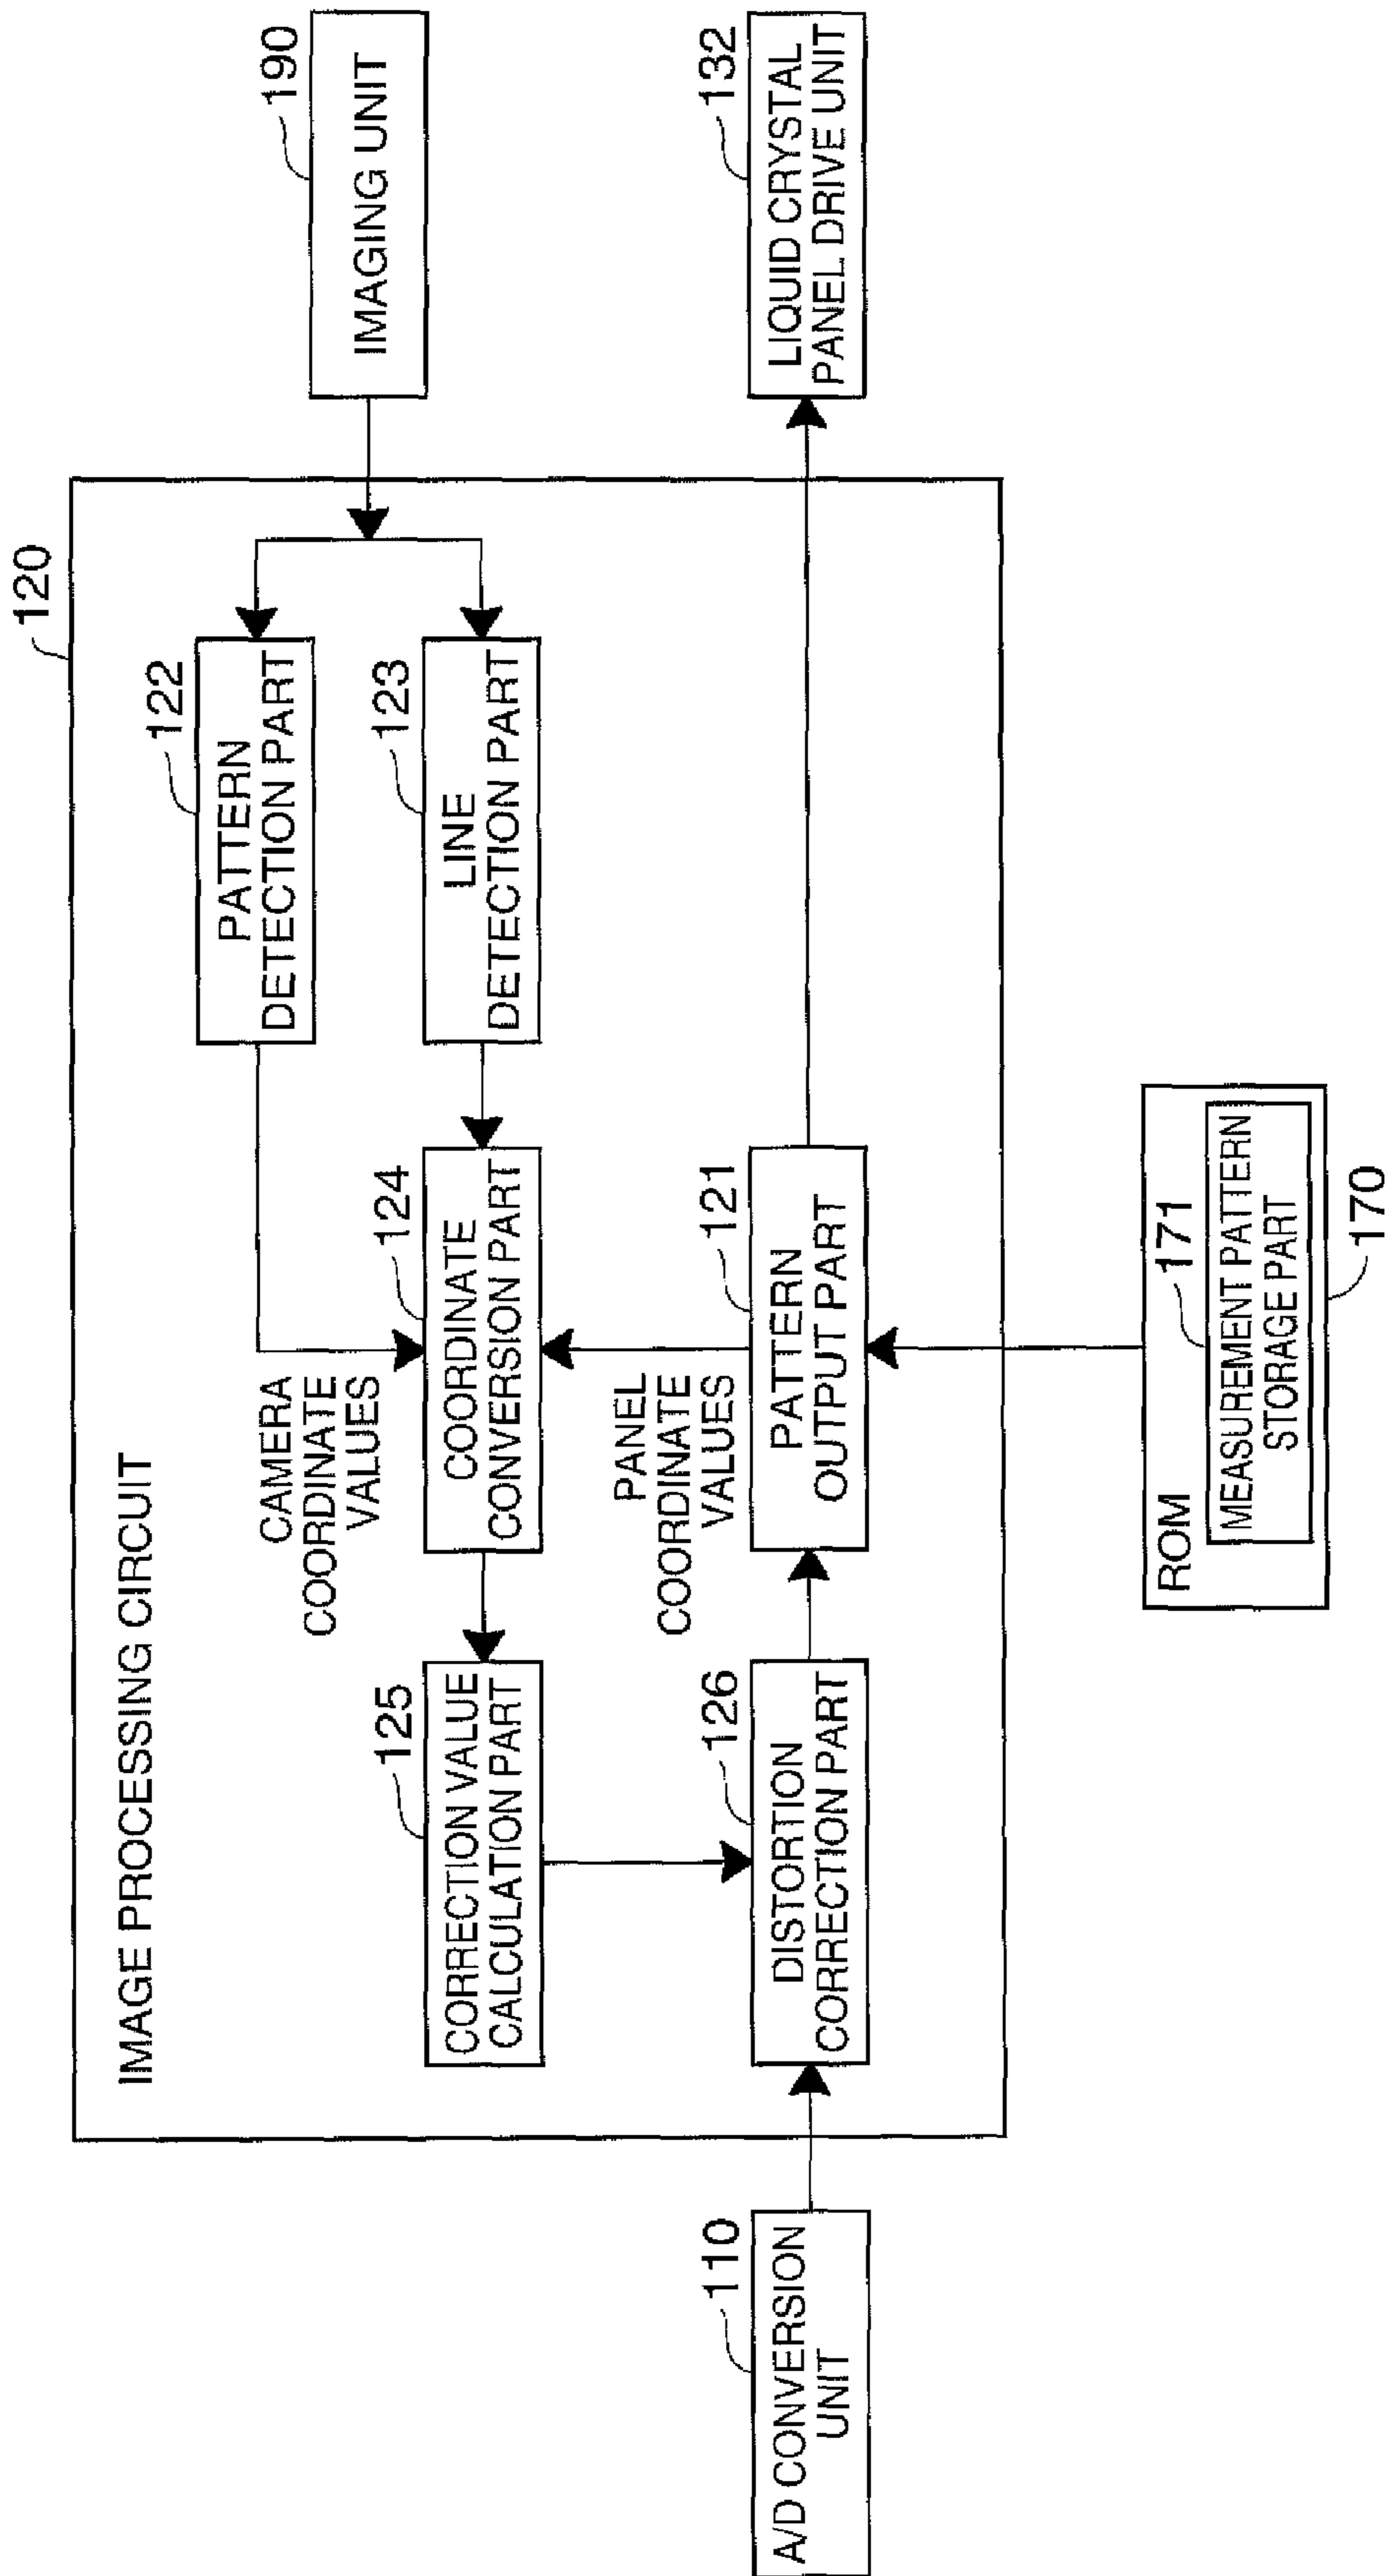 IMAGE PROCESSING CIRCUIT
120
PATTERN
DETECTION PART
122
190
IMAGING UNIT
CAMERA
COORDINATE
VALUES
CORRECTION VALUE
CALCULATION PART
125
COORDINATE
CONVERSION PART
124
LINE
DETECTION PART
123
PANEL
COORDINATE
VALUES
A/D CONVERSION
UNIT
110
DISTORTION
CORRECTION PART
126
PATTERN
OUTPUT PART
121
LIQUID CRYSTAL
PANEL DRIVE UNIT
132
ROM
171
MEASUREMENT PATTERN
STORAGE PART
170